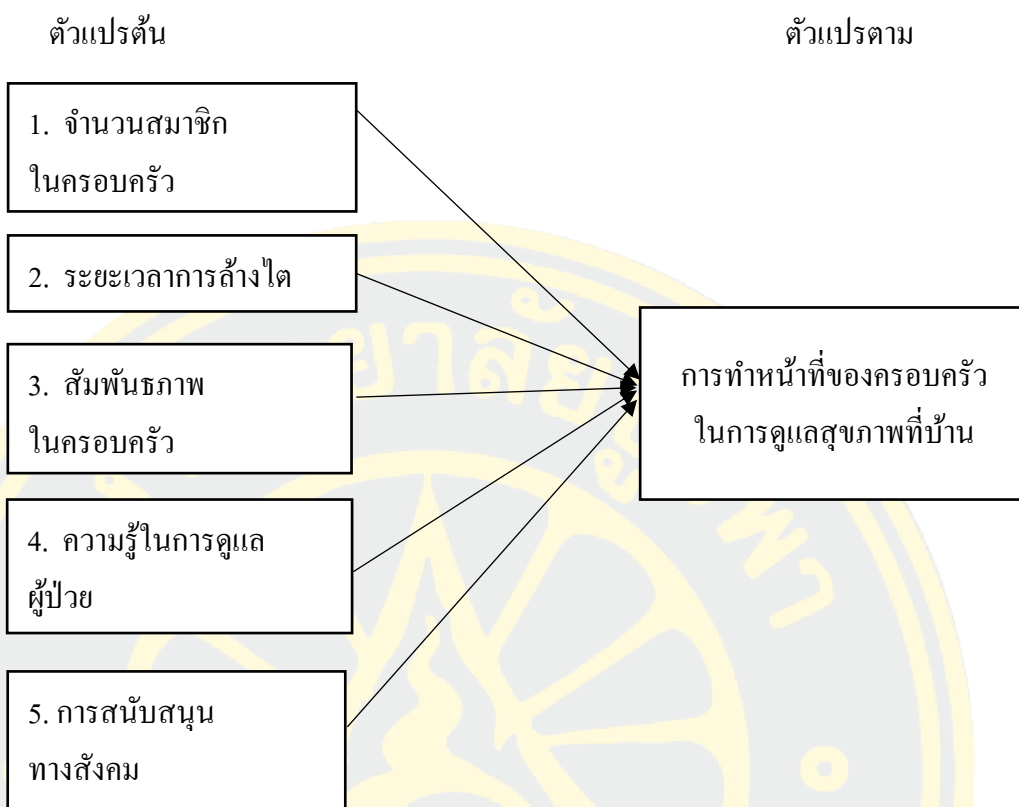 ตัวแปรต้น
ตัวแปรตาม
1. จำนวนสมาชิก
ในครอบครัว
2. ระยะเวลาการล้างไต
3. สัมพันธภาพ
ในครอบครัว
4. ความรู้ในการดูแล
ผู้ป่วย
5. การสนับสนุน
ทางสังคม
การทำหน้าที่ของครอบครัว
ในการดูแลสุขภาพที่บ้าน